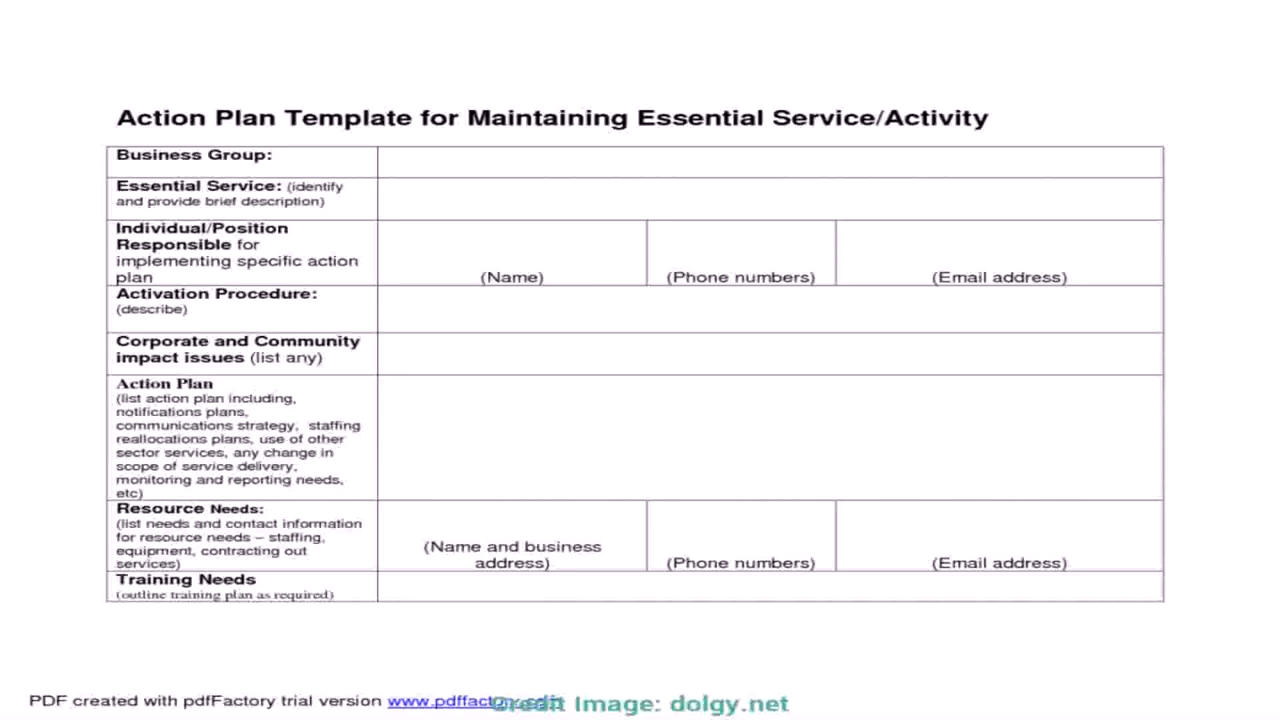 Action Plan Template for Maintaining Essential Service/Activity
Business Group:
Essential Service: (identify
and provide brief description)
Individual/Position
Responsible for
implementing specific action
plan
(Name)
(Phone numbers)
(Email address)
Activation Procedure:
(describe)
Corporate and Community
impact issues (list any)
Action Plan
(list action plan including,
notifications plans,
communications strategy, staffing
reallocations plans, use of other
sector services, any change in
scope of service delivery,
monitoring and reporting needs,
etc)
Resource Needs:
(list needs and contact information
for resource needs – staffing,
equipment, contracting out
services)
(Name and business
address)
(Phone numbers)
(Email address)
Training Needs
(outline training plan as required)
PDF created with pdfFactory trial version
Credit Image: dolgy.net